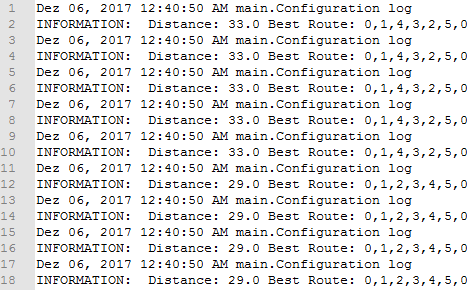 1 Dez 06, 2017 12:40:50 AM main.Configuration log
2 INFORMATION:  Distance: 33.0 Best Route: 0,1,4,3,2,5,0
3 Dez 06, 2017 12:40:50 AM main.Configuration log
4 INFORMATION:  Distance: 33.0 Best Route: 0,1,4,3,2,5,0
5 Dez 06, 2017 12:40:50 AM main.Configuration log
6 INFORMATION:  Distance: 33.0 Best Route: 0,1,4,3,2,5,0
7 Dez 06, 2017 12:40:50 AM main.Configuration log
8 INFORMATION:  Distance: 33.0 Best Route: 0,1,4,3,2,5,0
9 Dez 06, 2017 12:40:50 AM main.Configuration log
10 INFORMATION:  Distance: 33.0 Best Route: 0,1,4,3,2,5,0
11 Dez 06, 2017 12:40:50 AM main.Configuration log
12 INFORMATION:  Distance: 29.0 Best Route: 0,1,2,3,4,5,0
13 Dez 06, 2017 12:40:50 AM main.Configuration log
14 INFORMATION:  Distance: 29.0 Best Route: 0,1,2,3,4,5,0
15 Dez 06, 2017 12:40:50 AM main.Configuration log
16 INFORMATION:  Distance: 29.0 Best Route: 0,1,2,3,4,5,0
17 Dez 06, 2017 12:40:50 AM main.Configuration log
18 INFORMATION:  Distance: 29.0 Best Route: 0,1,2,3,4,5,0